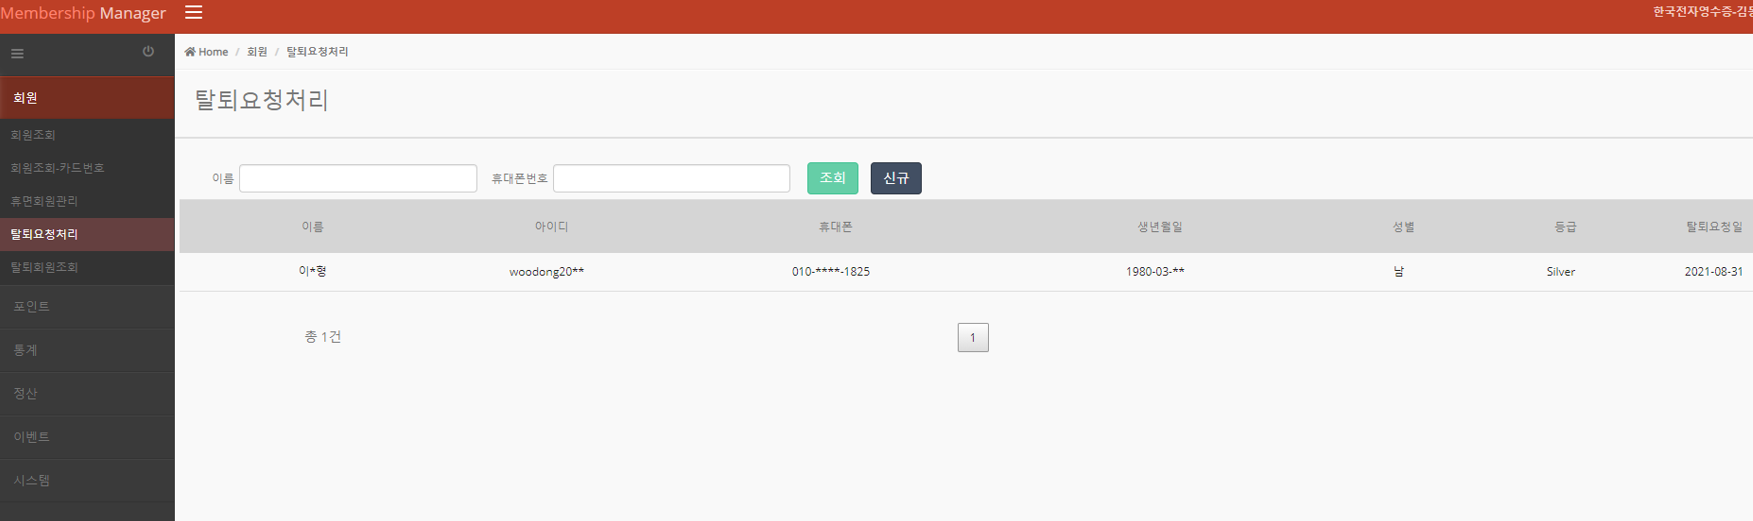 Membership Manager
한국전자영수증-김
Home / 회원 / 탈퇴요청처리
회원
탈퇴요청처리
회원조회
회원조회-카드번호
휴면회원관리
탈퇴요청처리
탈퇴회원조회
포인트
통계
정산
이벤트
시스템
이름 휴대폰번호 조회 신규
이름 아이디 휴대폰 생년월일 성별 등급 탈퇴요청일
이*형 woodong20** 010-****-1825 1980-03-** 남 Silver 2021-08-31
총 1건 1